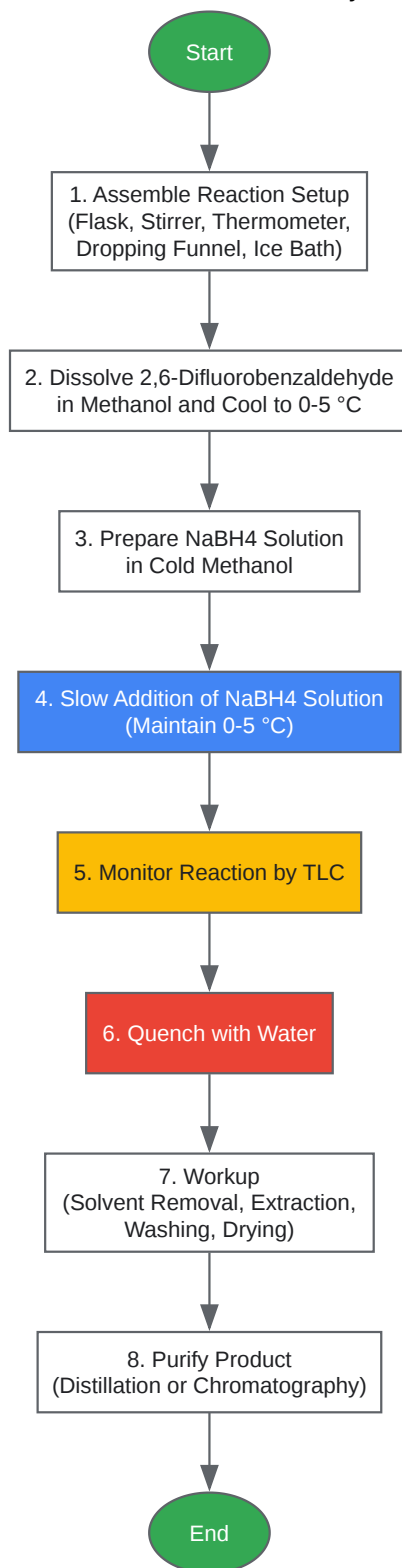 Start
1. Assemble Reaction Setup
(Flask, Stirrer, Thermometer,
Dropping Funnel, Ice Bath)
2. Dissolve 2,6-Difluorobenzaldehyde
in Methanol and Cool to 0-5 °C
3. Prepare NaBH4 Solution
in Cold Methanol
4. Slow Addition of NaBH4 Solution
(Maintain 0-5 °C)
5. Monitor Reaction by TLC
6. Quench with Water
7. Workup
(Solvent Removal, Extraction,
Washing, Drying)
8. Purify Product
(Distillation or Chromatography)
End